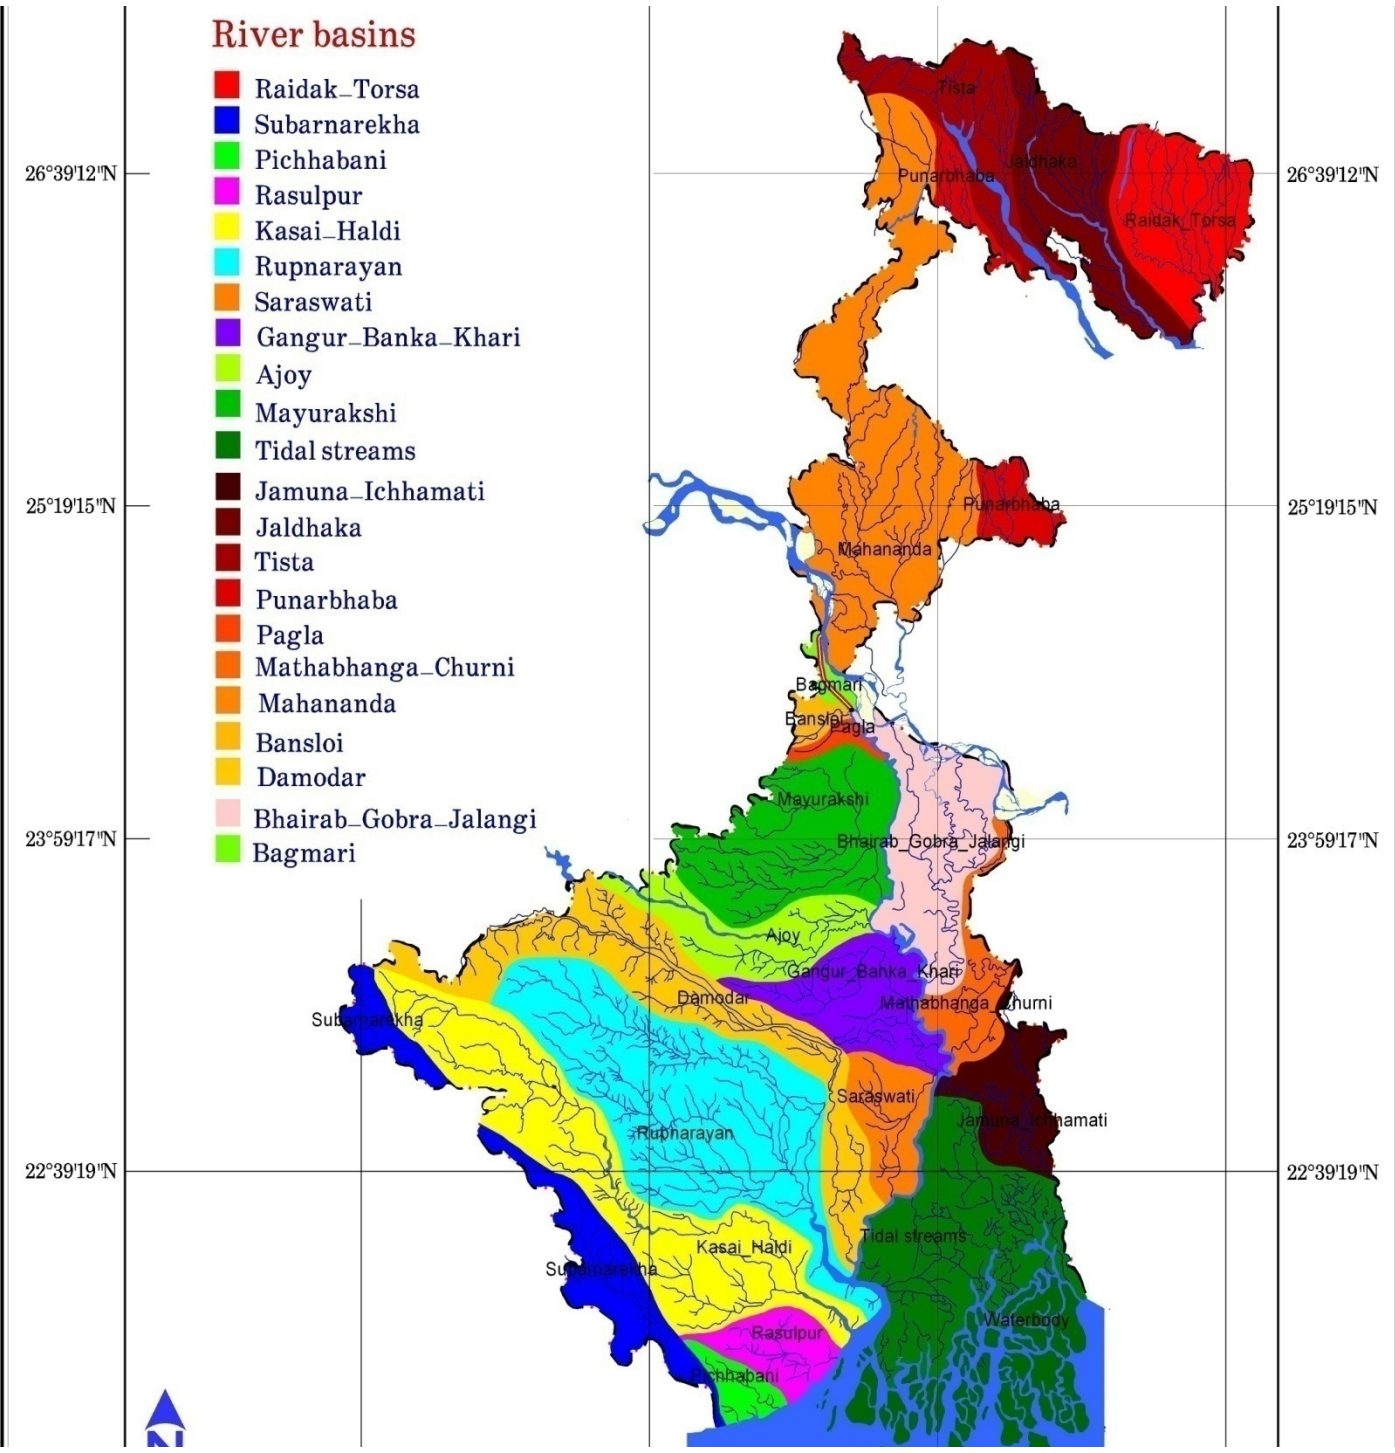 River basins
Raidak_Torsa
Subarnarekha
Pichhabani
Rasulpur
Kasai_Haldi
Rupnarayan
Saraswati
Gangur_Banka_Khari
Ajoy
Mayurakshi
Tidal streams
Jamuna_Ichhamati
Jaldhaka
Tista
Punarbhaba
Pagla
Mathabhanga_Churni
Mahananda
Bansloi
Damodar
Bhairab_Gobra_Jalangi
Bagmari
26°39'12"N
26°39'12"N
25°19'15"N
25°19'15"N
23°59'17"N
23°59'17"N
22°39'19"N
22°39'19"N
Tista
Jaldhaka
Punarbhaba
Raidak_Torsa
Punarbhaba
Mahananda
Bagmari
Bansloi
Pagla
Mayurakshi
Bhairab_Gobra_Jalangi
Ajoy
Gangur_Banka_Khari
Damodar
Mathabhanga_Churni
Subarnarekha
Saraswati
Jamuna_Ichhamati
Rupnarayan
Tidal streams
Kasai_Haldi
Subarnarekha
Waterbody
Rasulpur
Pichhabani
N